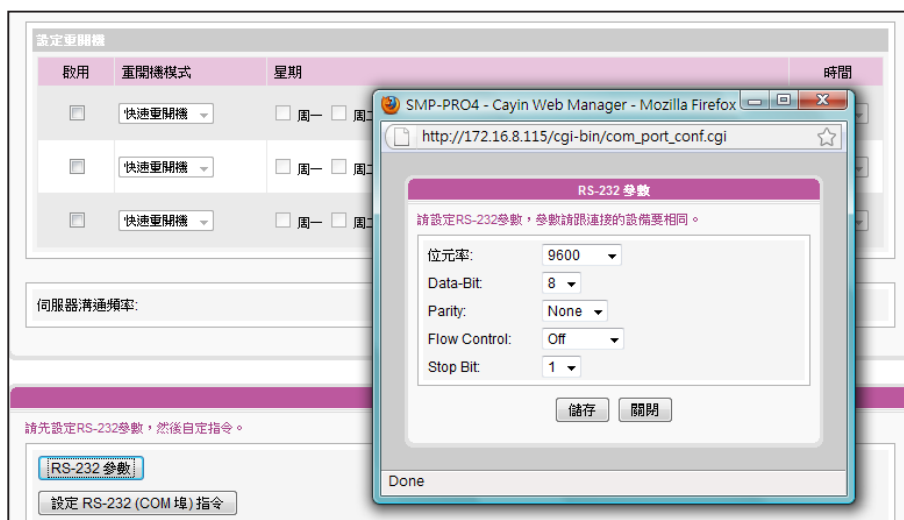 設定重開機
啟用 重開機模式 星期 時間
快速重開機 周一
快速重開機 周一
快速重開機 周一
伺服器溝通頻率:
請先設定RS-232參數，然後自定指令。
RS-232 參數
設定 RS-232 (COM 埠) 指令
SMP-PRO4 - Cayin Web Manager - Mozilla Firefox
http://172.16.8.115/cgi-bin/com_port_conf.cgi
RS-232 參數
請設定RS-232參數，參數請跟連接的設備要相同。
位元率: 9600
Data-Bit: 8
Parity: None
Flow Control: Off
Stop Bit: 1
儲存 關閉
Done